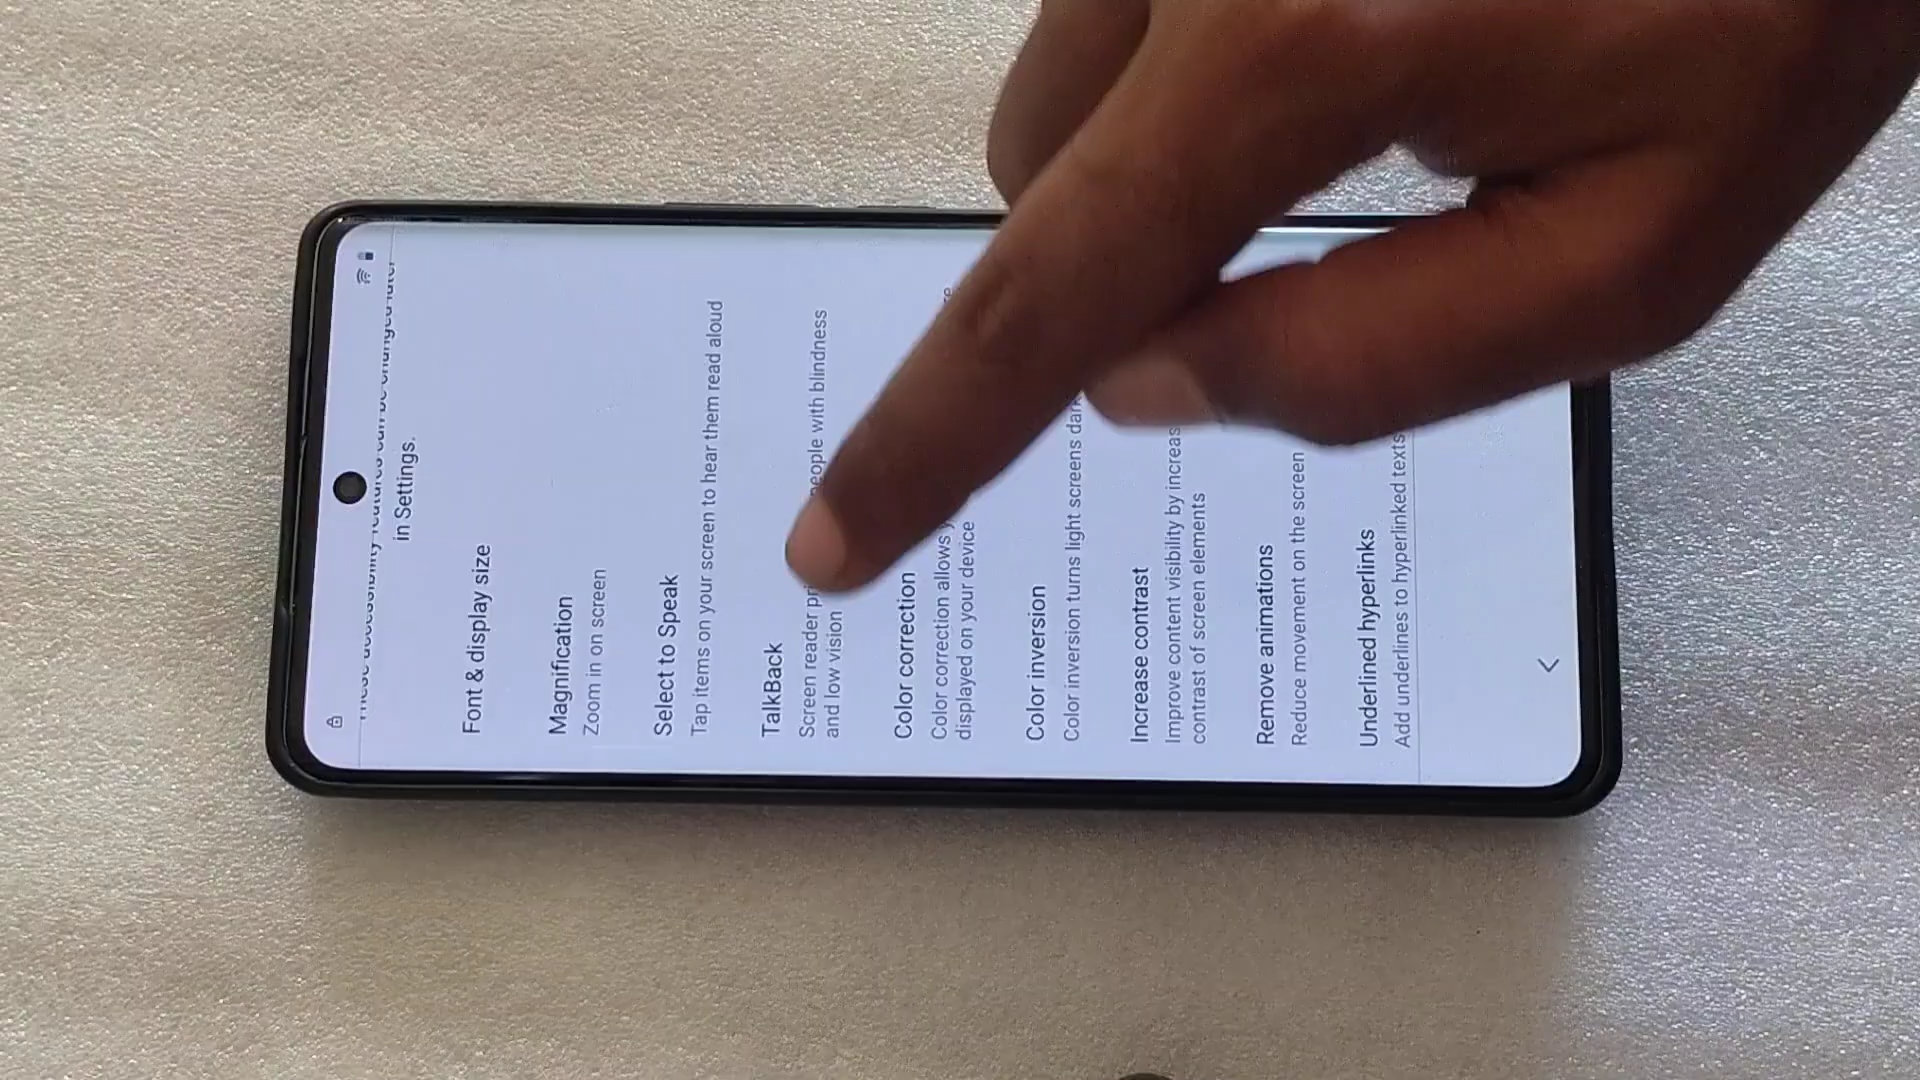 in Settings.
Font & display size
Magnification
Zoom in on screen
Select to Speak
Tap items on your screen to hear them read aloud
TalkBack
Screen reader people with blindness
and low vision
Color correction
Color correction allows
displayed on your device
Color inversion
Color inversion turns light screens
Increase contrast
Improve content visibility by
contrast of screen elements
Remove animations
Reduce movement on the screen
Underlined hyperlinks
Add underlines to hyperlinked texts